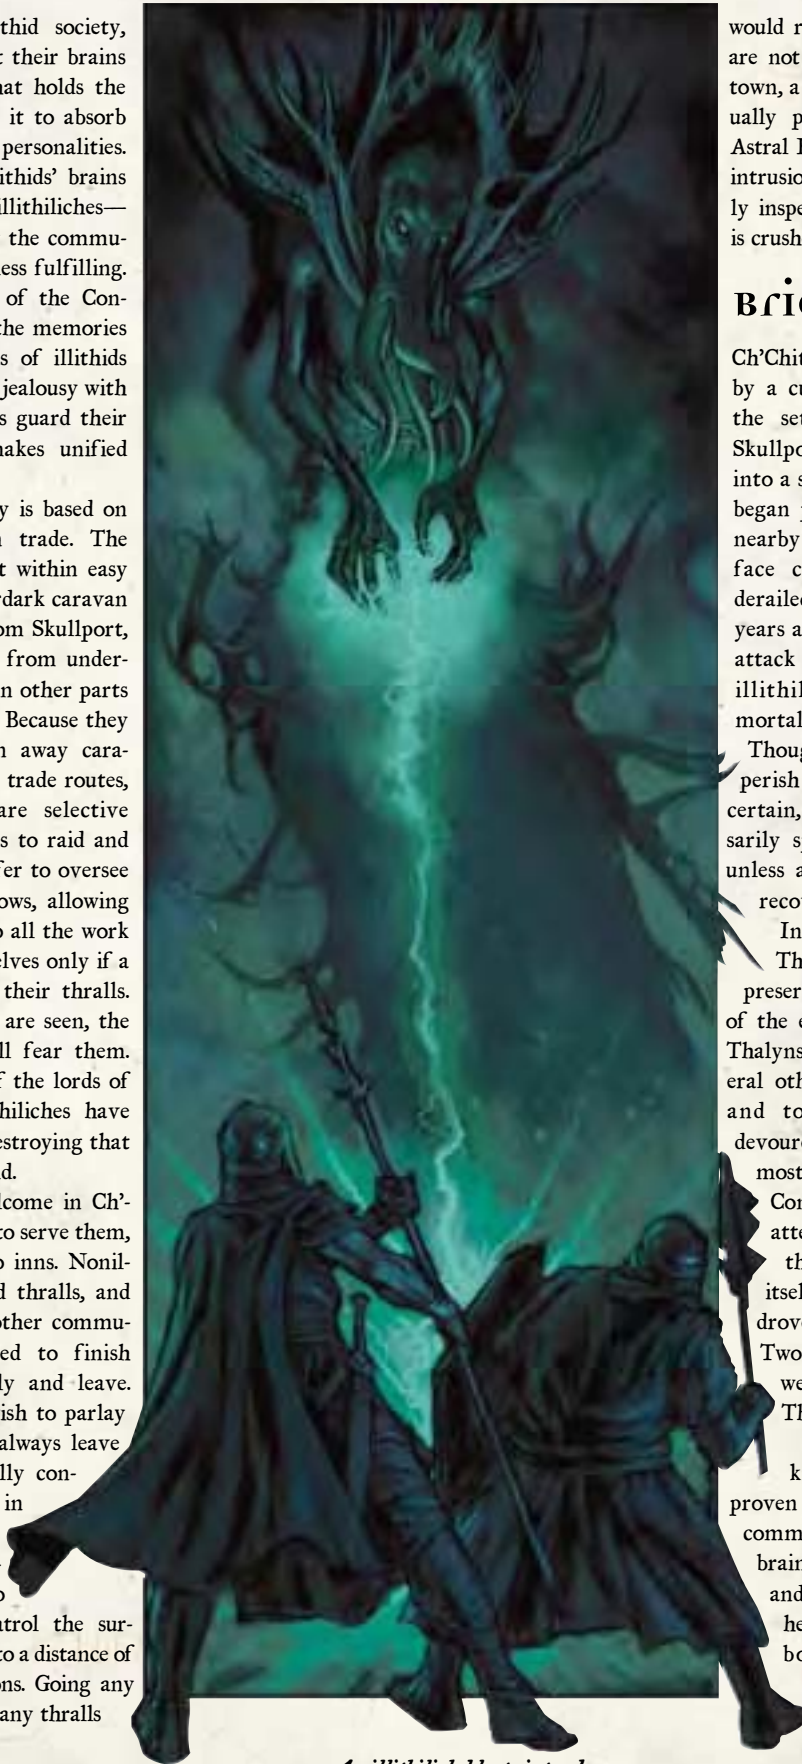 thid society,
their brains
hat holds the
it to absorb
personalities.
ithids' brains
illithiliches—
the commu-
ess fulfilling.
of the Con-
the memories
s of illithids
jealousy with
s guard their
makes unified
y is based on
trade. The
t within easy
rdark caravan
om Skullport,
from under-
n other parts
Because they
n away cara-
trade routes,
are selective
s to raid and
fer to oversee
ows, allowing
o all the work
elves only if a
their thralls.
are seen, the
ll fear them.
f the lords of
hiliches have
estroying that
d.
lcome in Ch'-
to serve them,
o inns. Nonil-
d thralls, and
other commu-
ed to finish
ly and leave.
ish to parlay
always leave
lly con-
in
o
ntrol the sur-
to a distance of
ons. Going any
any thralls
would r
are not
town, a
ually p
Astral
intrusio
ly inspe
is crush
Bri
Ch'Chit
by a cu
the set
Skullpo
into a s
began
nearby
face c
derailed
years a
attack
illithil
mortal
Thoug
perish
certain,
sarily s
unless a
reco
In
Th
preser
of the e
Thalyns
eral oth
and to
devour
most
Con
atte
th
itsel
drov
Two
we
Th
k
proven
comm
brain
and
he
bo